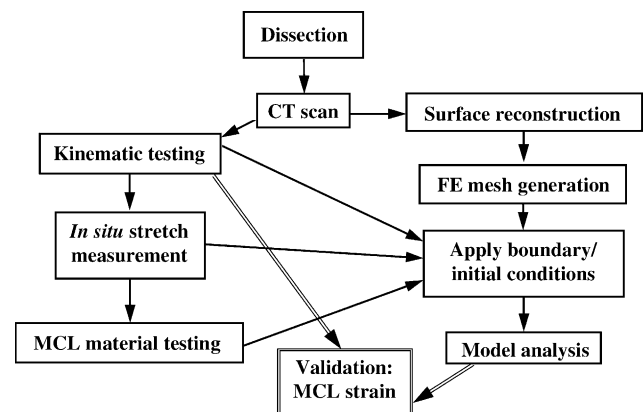 Dissection
CT scan
Surface reconstruction
Kinematic testing
FE mesh generation
In situ stretch
measurement
Apply boundary/
initial conditions
MCL material testing
Model analysis
Validation:
MCL strain